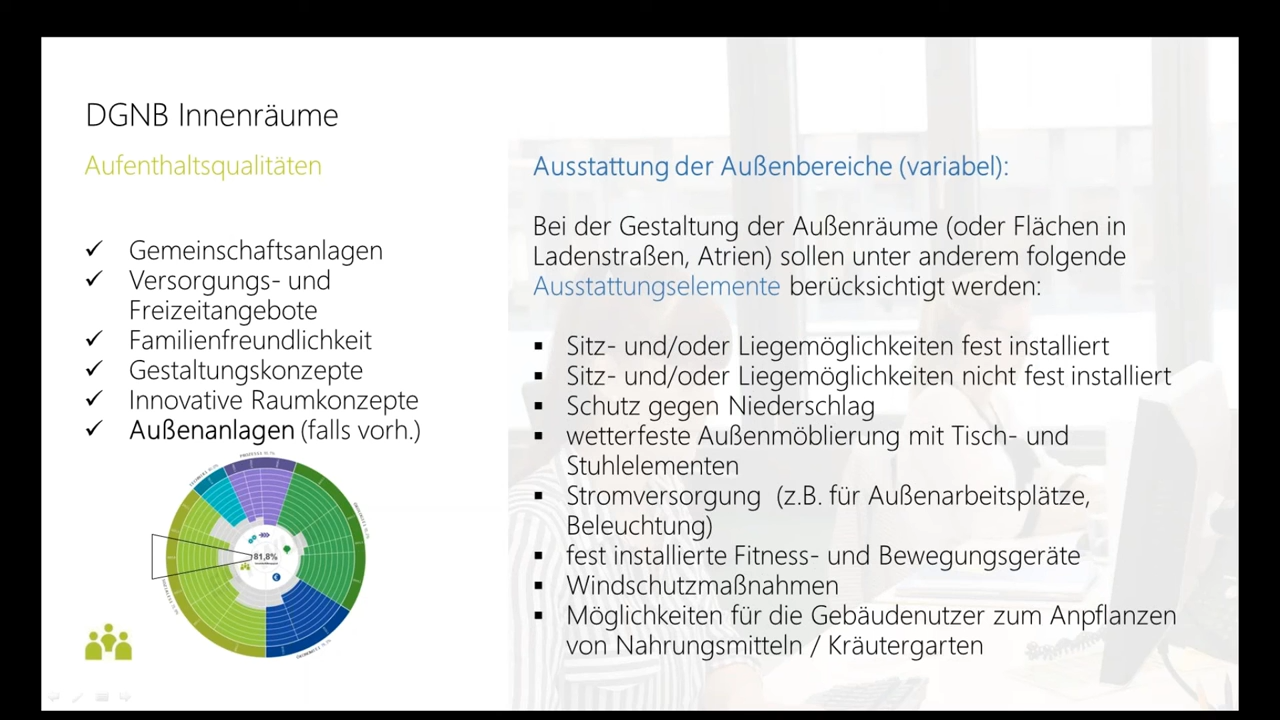 DGNB Innenräume
Aufenthaltsqualitäten
✓ Gemeinschaftsanlagen
✓ Versorgungs- und
Freizeitangebote
✓ Familienfreundlichkeit
✓ Gestaltungskonzepte
✓ Innovative Raumkonzepte
✓ Außenanlagen (falls vorh.)
81,8%
Ausstattung der Außenbereiche (variabel):
Bei der Gestaltung der Außenräume (oder Flächen in
Ladenstraßen, Atrien) sollen unter anderem folgende
Ausstattungselemente berücksichtigt werden:
▪ Sitz- und/oder Liegemöglichkeiten fest installiert
▪ Sitz- und/oder Liegemöglichkeiten nicht fest installiert
▪ Schutz gegen Niederschlag
▪ wetterfeste Außenmöblierung mit Tisch- und
Stuhlelementen
▪ Stromversorgung (z.B. für Außenarbeitsplätze,
Beleuchtung)
▪ fest installierte Fitness- und Bewegungsgeräte
▪ Windschutzmaßnahmen
▪ Möglichkeiten für die Gebäudenutzer zum Anpflanzen
von Nahrungsmitteln / Kräutergarten